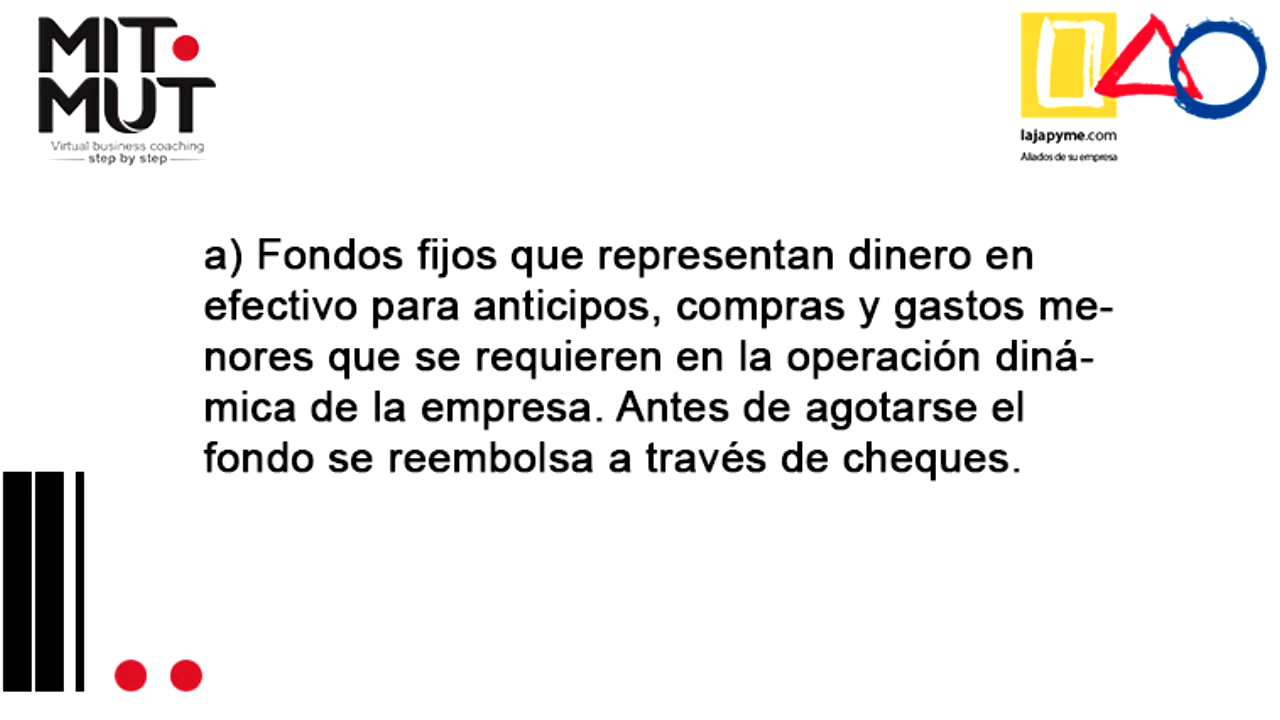 MIT
MUT
Virtual business coaching
step by step
lajapyme.com
Aliados de su empresa
a) Fondos fijos que representan dinero en
efectivo para anticipos, compras y gastos me-
nores que se requieren en la operación diná-
mica de la empresa. Antes de agotarse el
fondo se reembolsa a través de cheques.